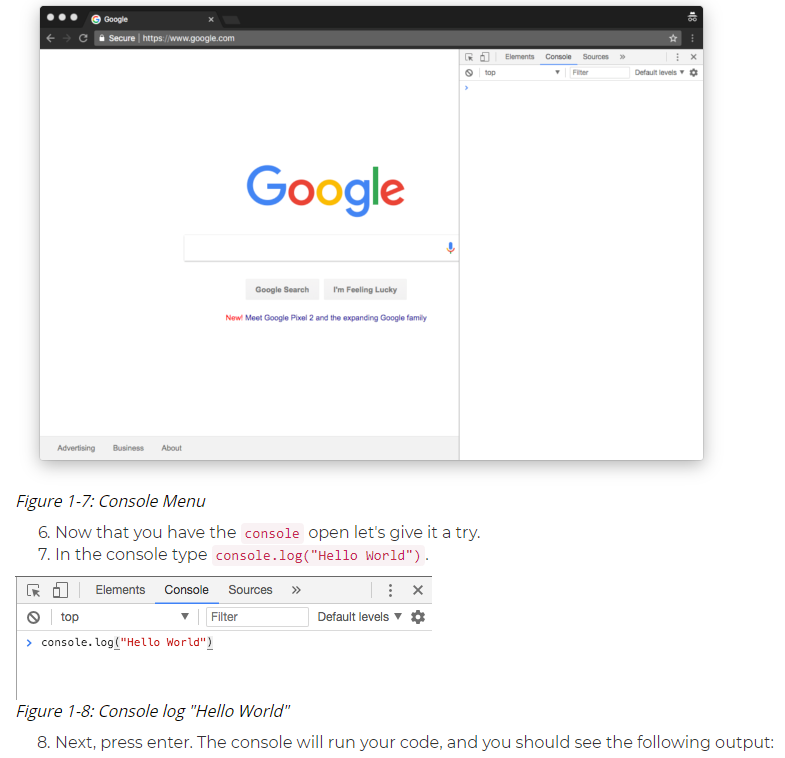 Google
Secure | https://www.google.com
Elements Console Sources »
top Filter Default levels
Google
Google Search I'm Feeling Lucky
New! Meet Google Pixel 2 and the expanding Google family
Advertising Business About
Figure 1-7: Console Menu
6. Now that you have the console open let's give it a try.
7. In the console type console.log("Hello World").
Elements Console Sources »
top Filter Default levels
> console.log("Hello World")
Figure 1-8: Console log "Hello World"
8. Next, press enter. The console will run your code, and you should see the following output: